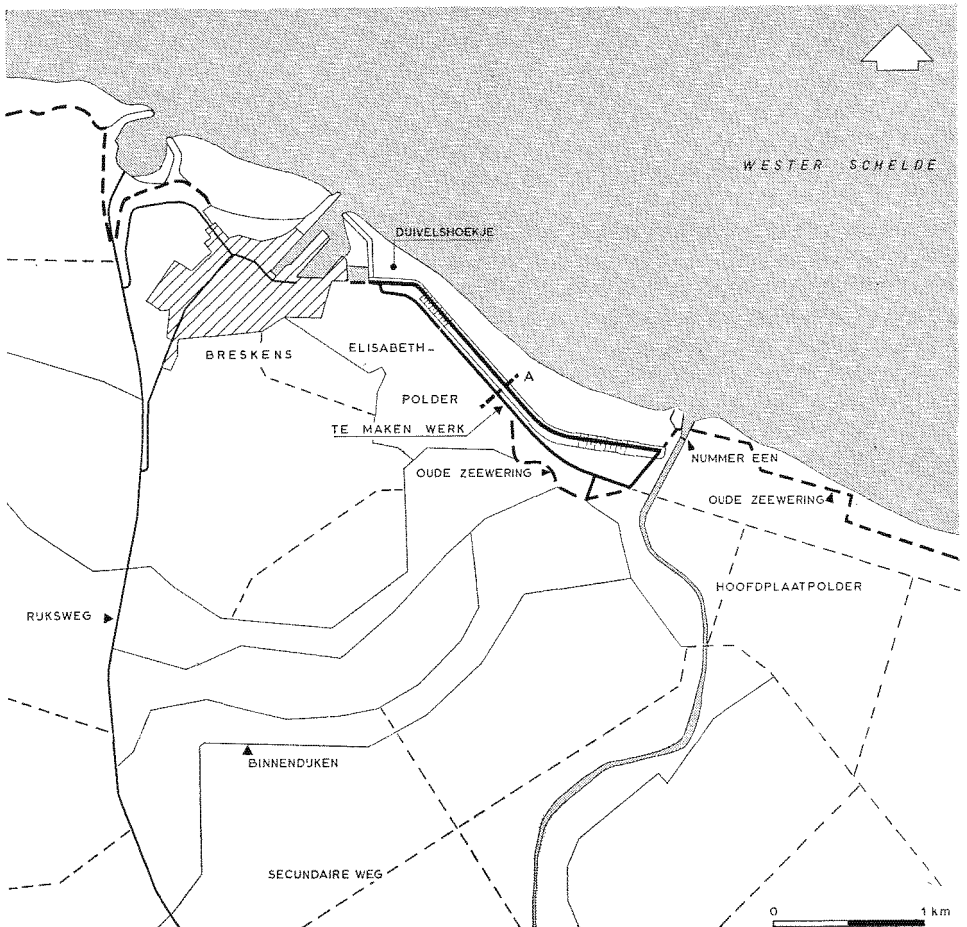 WESTER SCHELDE
DUIVELSHOEKJE
BRESKENS
ELISABETH-
POLDER
A
TE MAKEN WERK
OUDE ZEEWERING
NUMMER EEN
OUDE ZEEWERING
HOOFDPLAATPOLDER
RIJKSWEG
BINNENDIJKEN
SECUNDAIRE WEG
0 1 km